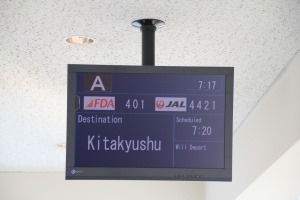 A 7:17
FDA 401 JAL 4421
Destination Scheduled
7:20
Kitakyushu Will Depart